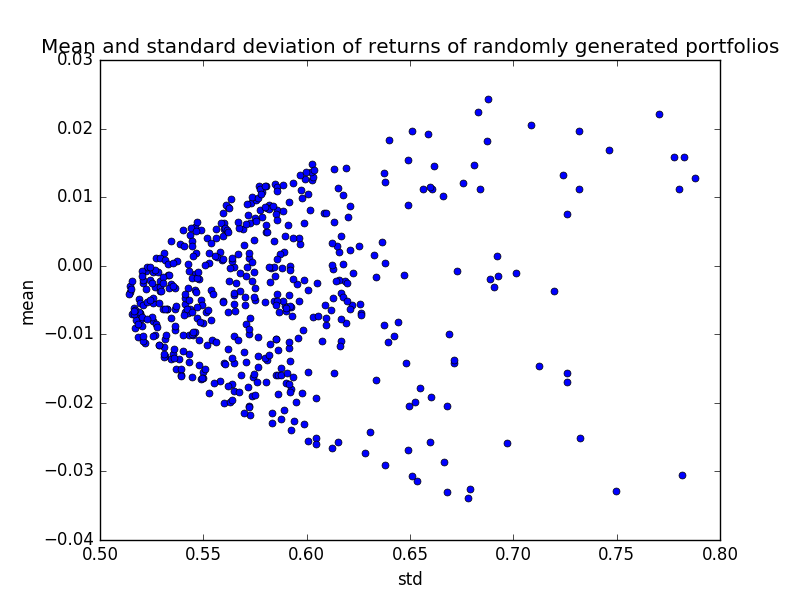 Mean and standard deviation of returns of randomly generated portfolios
0.03
0.02
0.01
0.00
−0.01
−0.02
−0.03
−0.04
mean
0.50 0.55 0.60 0.65 0.70 0.75 0.80
std